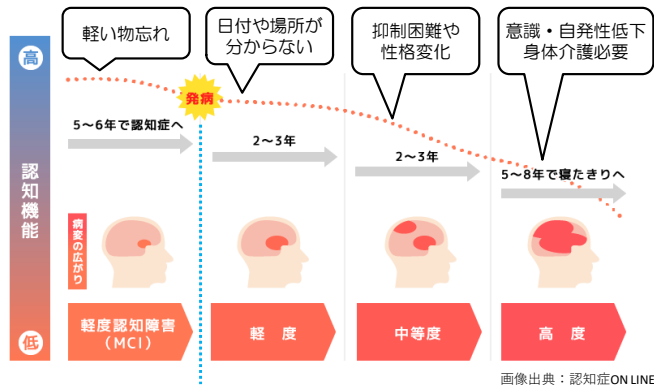 軽い物忘れ
日付や場所が
分からない
抑制困難や
性格変化
意識・自発性低下
身体介護必要
高
発病
5〜6年で認知症へ
2〜3年
2〜3年
5〜8年で寝たきりへ
認知機能
病変の広がり
低
軽度認知障害
（MCI）
軽 度
中等度
高 度
画像出典：認知症ON LINE